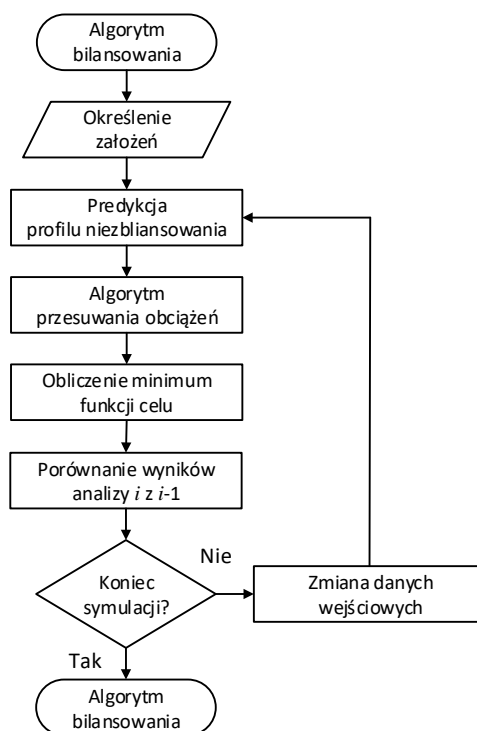 Algorytm
bilansowania
Określenie
założeń
Predykcja
profilu niezbliansowania
Algorytm
przesuwania obciążeń
Obliczenie minimum
funkcji celu
Porównanie wyników
analizy i z i-1
Koniec
symulacji?
Nie
Zmiana danych
wejściowych
Tak
Algorytm
bilansowania